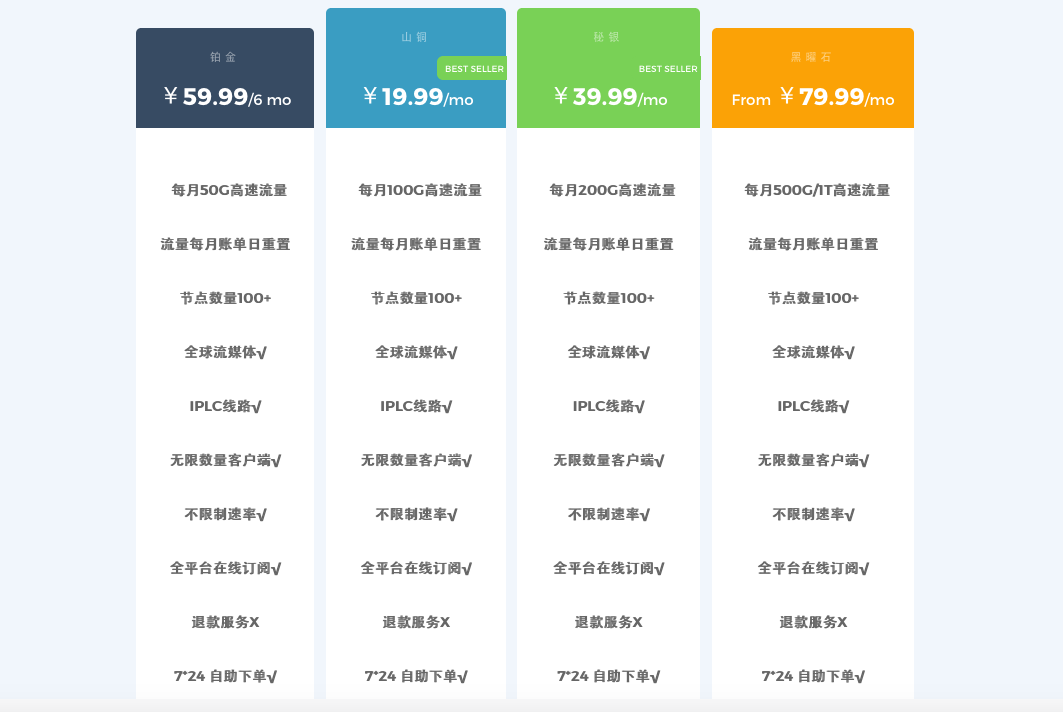 铂金
￥59.99/6 mo
每月50G高速流量
流量每月账单日重置
节点数量100+
全球流媒体√
IPLC线路√
无限数量客户端√
不限制速率√
全平台在线订阅√
退款服务X
7*24 自助下单√
山铜
BEST SELLER
￥19.99/mo
每月100G高速流量
流量每月账单日重置
节点数量100+
全球流媒体√
IPLC线路√
无限数量客户端√
不限制速率√
全平台在线订阅√
退款服务X
7*24 自助下单√
秘银
BEST SELLER
￥39.99/mo
每月200G高速流量
流量每月账单日重置
节点数量100+
全球流媒体√
IPLC线路√
无限数量客户端√
不限制速率√
全平台在线订阅√
退款服务X
7*24 自助下单√
黑曜石
From ￥79.99/mo
每月500G/1T高速流量
流量每月账单日重置
节点数量100+
全球流媒体√
IPLC线路√
无限数量客户端√
不限制速率√
全平台在线订阅√
退款服务X
7*24 自助下单√